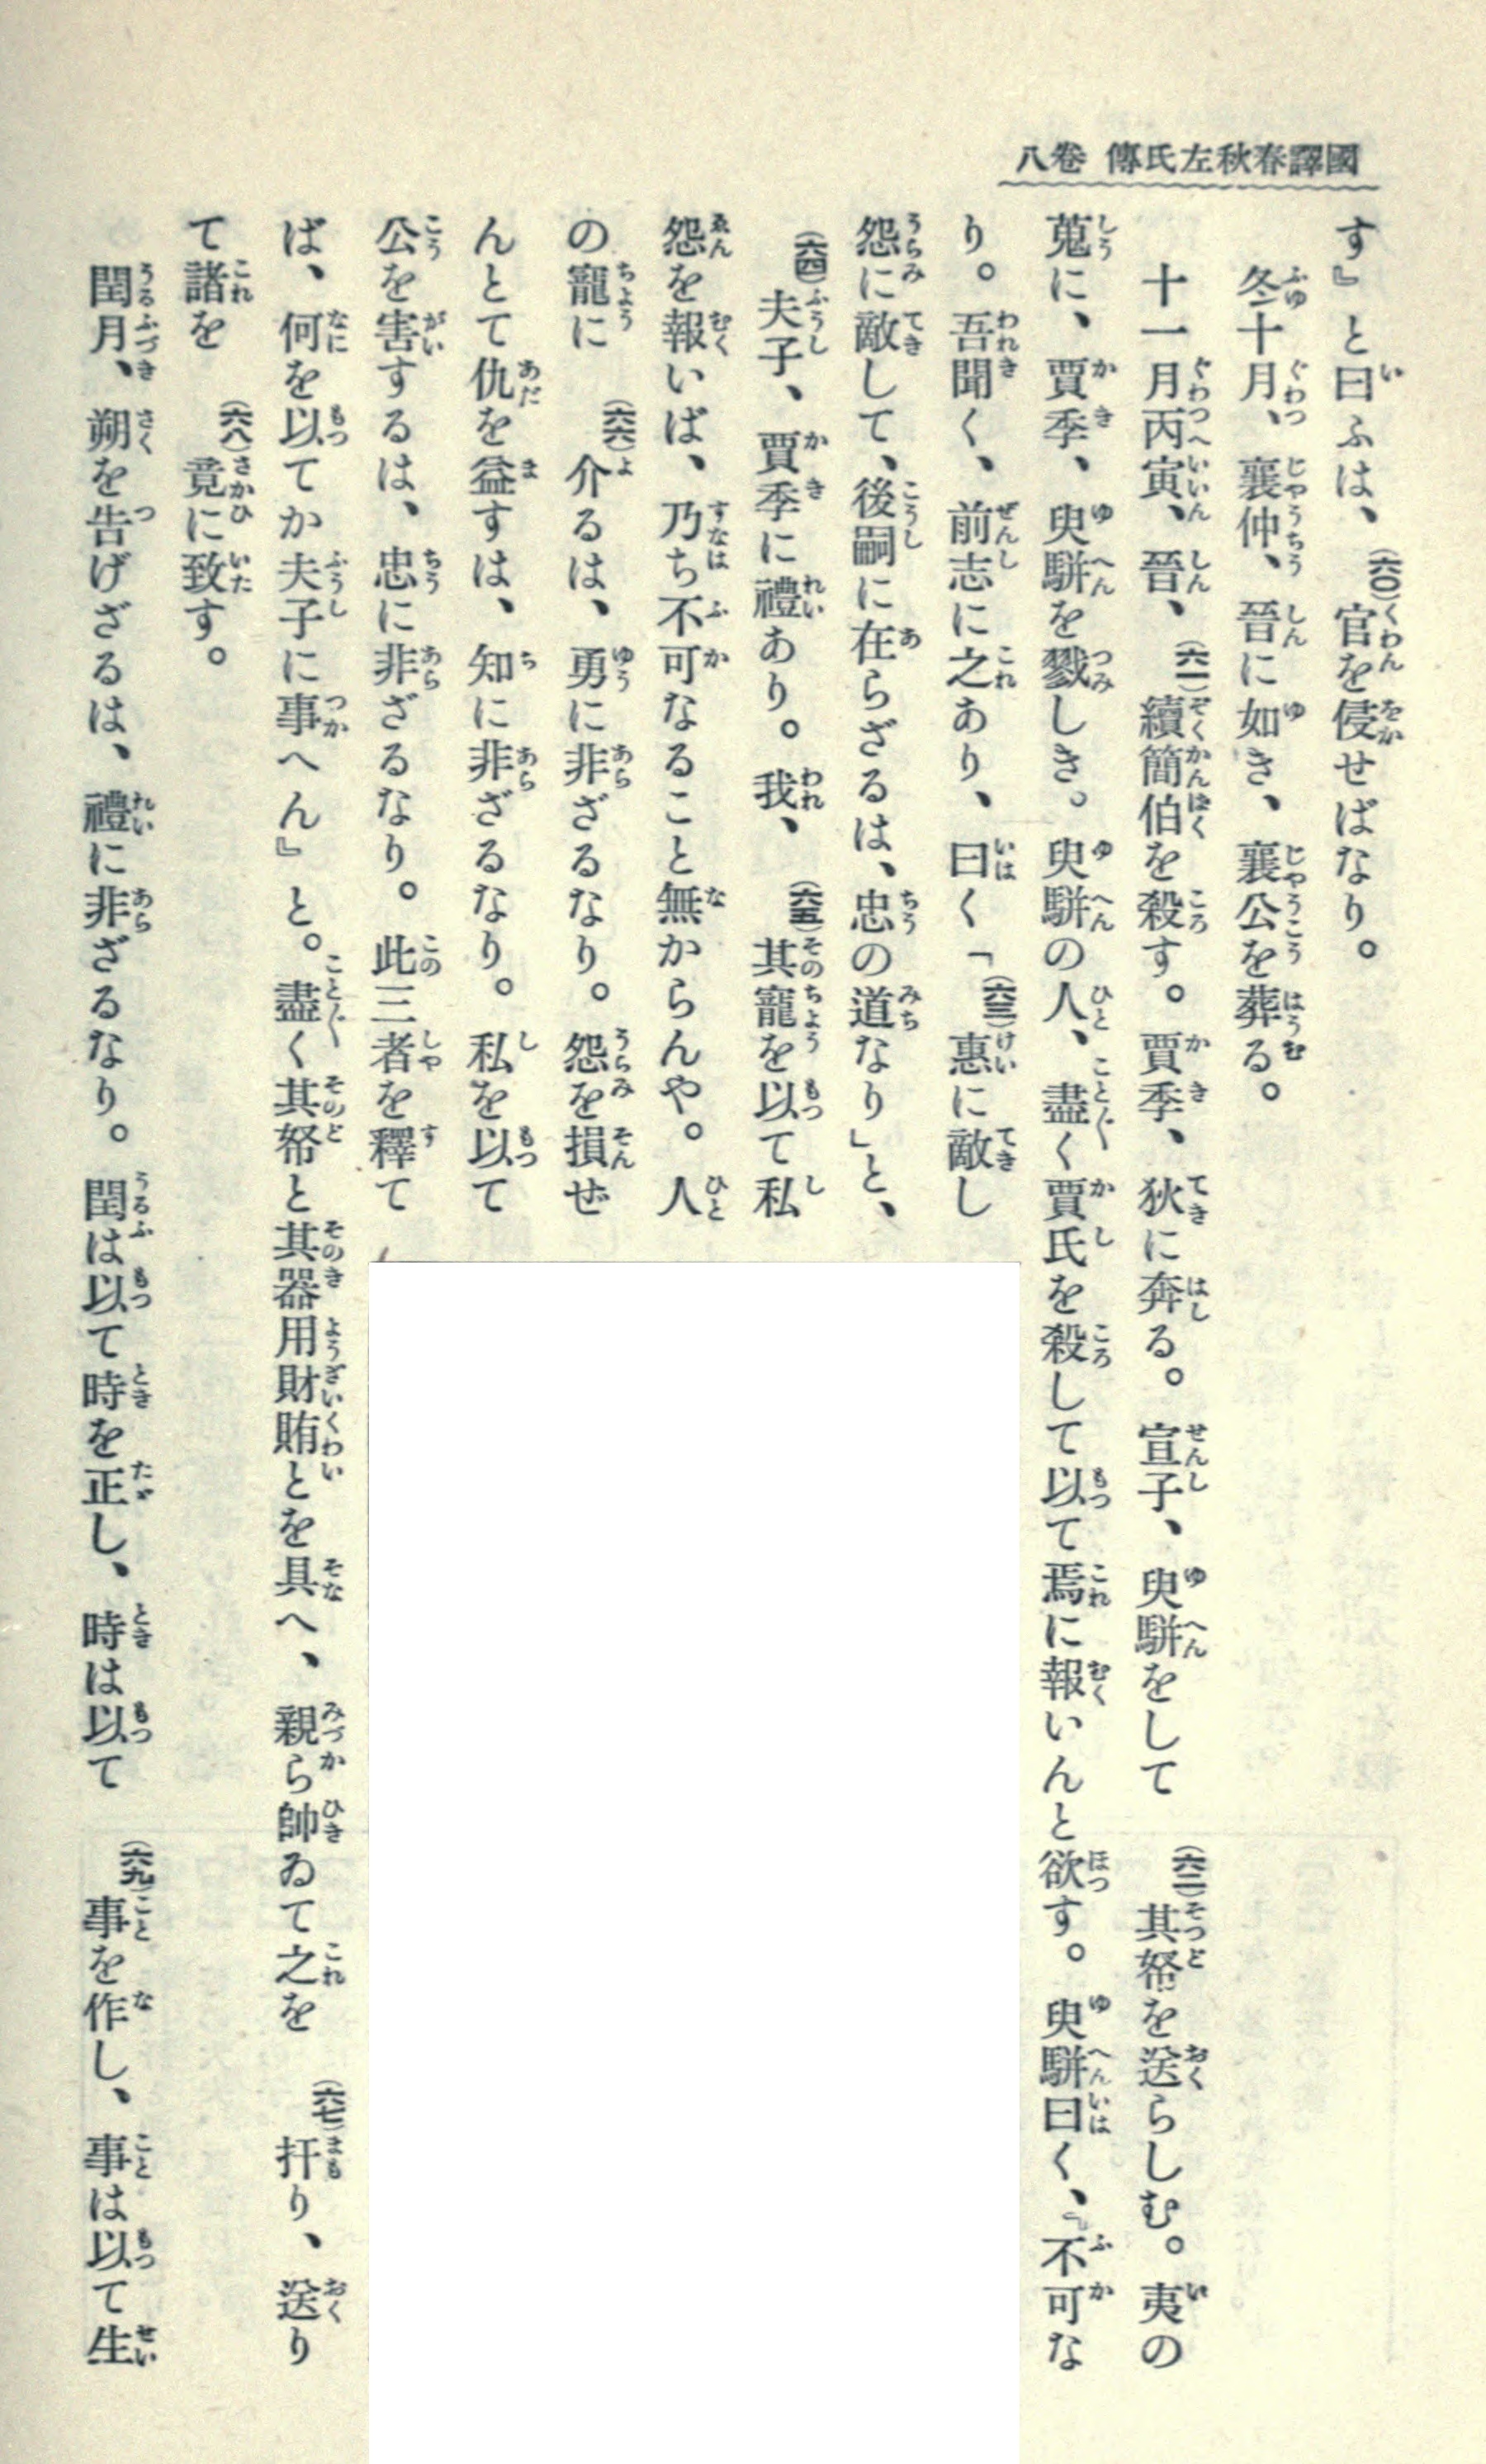 國譯春秋左氏傳 卷八
す』と曰ふは、(六〇)官を侵せばなり。
冬十月、襄仲、晉に如き、襄公を葬る。
十一月丙寅、晉、(六一)續簡伯を殺す。賈季、狄に奔る。宣子、臾駢をして(六二)其帑を送らしむ。夷の
蒐に、賈季、臾駢を戮しき。臾駢の人、盡く賈氏を殺して以て焉に報いんと欲す。臾駢曰く、『不可な
り。吾聞く、前志に之あり、曰く「(六三)惠に敵し
怨に敵して、後嗣に在らざるは、忠の道なり」と、
(六四)夫子、賈季に禮あり。我、(六五)其寵を以て私
怨を報いば、乃ち不可なること無からんや。人
の寵に(六六)介るは、勇に非ざるなり。怨を損ぜ
んとて仇を益すは、知に非ざるなり。私を以て
公を害するは、忠に非ざるなり。此三者を釋て
ば、何を以てか夫子に事へん』と。盡く其帑と其器用財賄とを具へ、親ら帥ゐて之を(六七)扞り、送り
て諸を(六八)竟に致す。
閏月、朔を告げざるは、禮に非ざるなり。閏は以て時を正し、時は以て(六九)事を作し、事は以て生